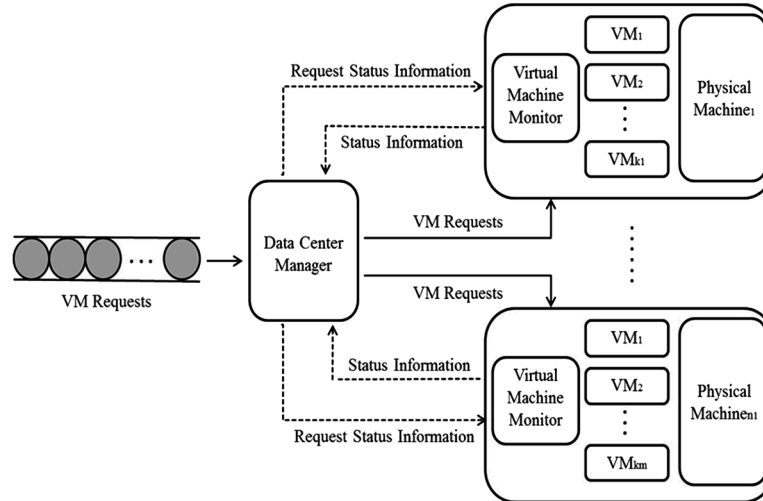 Request Status Information
Status Information
Virtual
Machine
Monitor
VM1
VM2
VMk1
Physical
Machine1
VM Requests
Data Center
Manager
VM Requests
VM Requests
Status Information
Request Status Information
Virtual
Machine
Monitor
VM1
VM2
VMkm
Physical
Machinen1